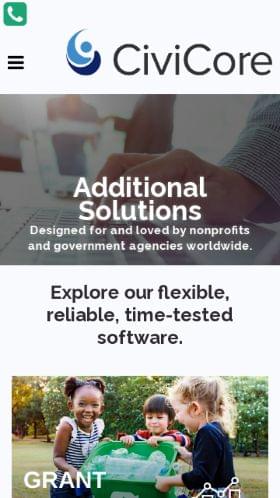 CiviCore
Additional
Solutions
Designed for and loved by nonprofits
and government agencies worldwide.
Explore our flexible,
reliable, time-tested
software.
GRANT